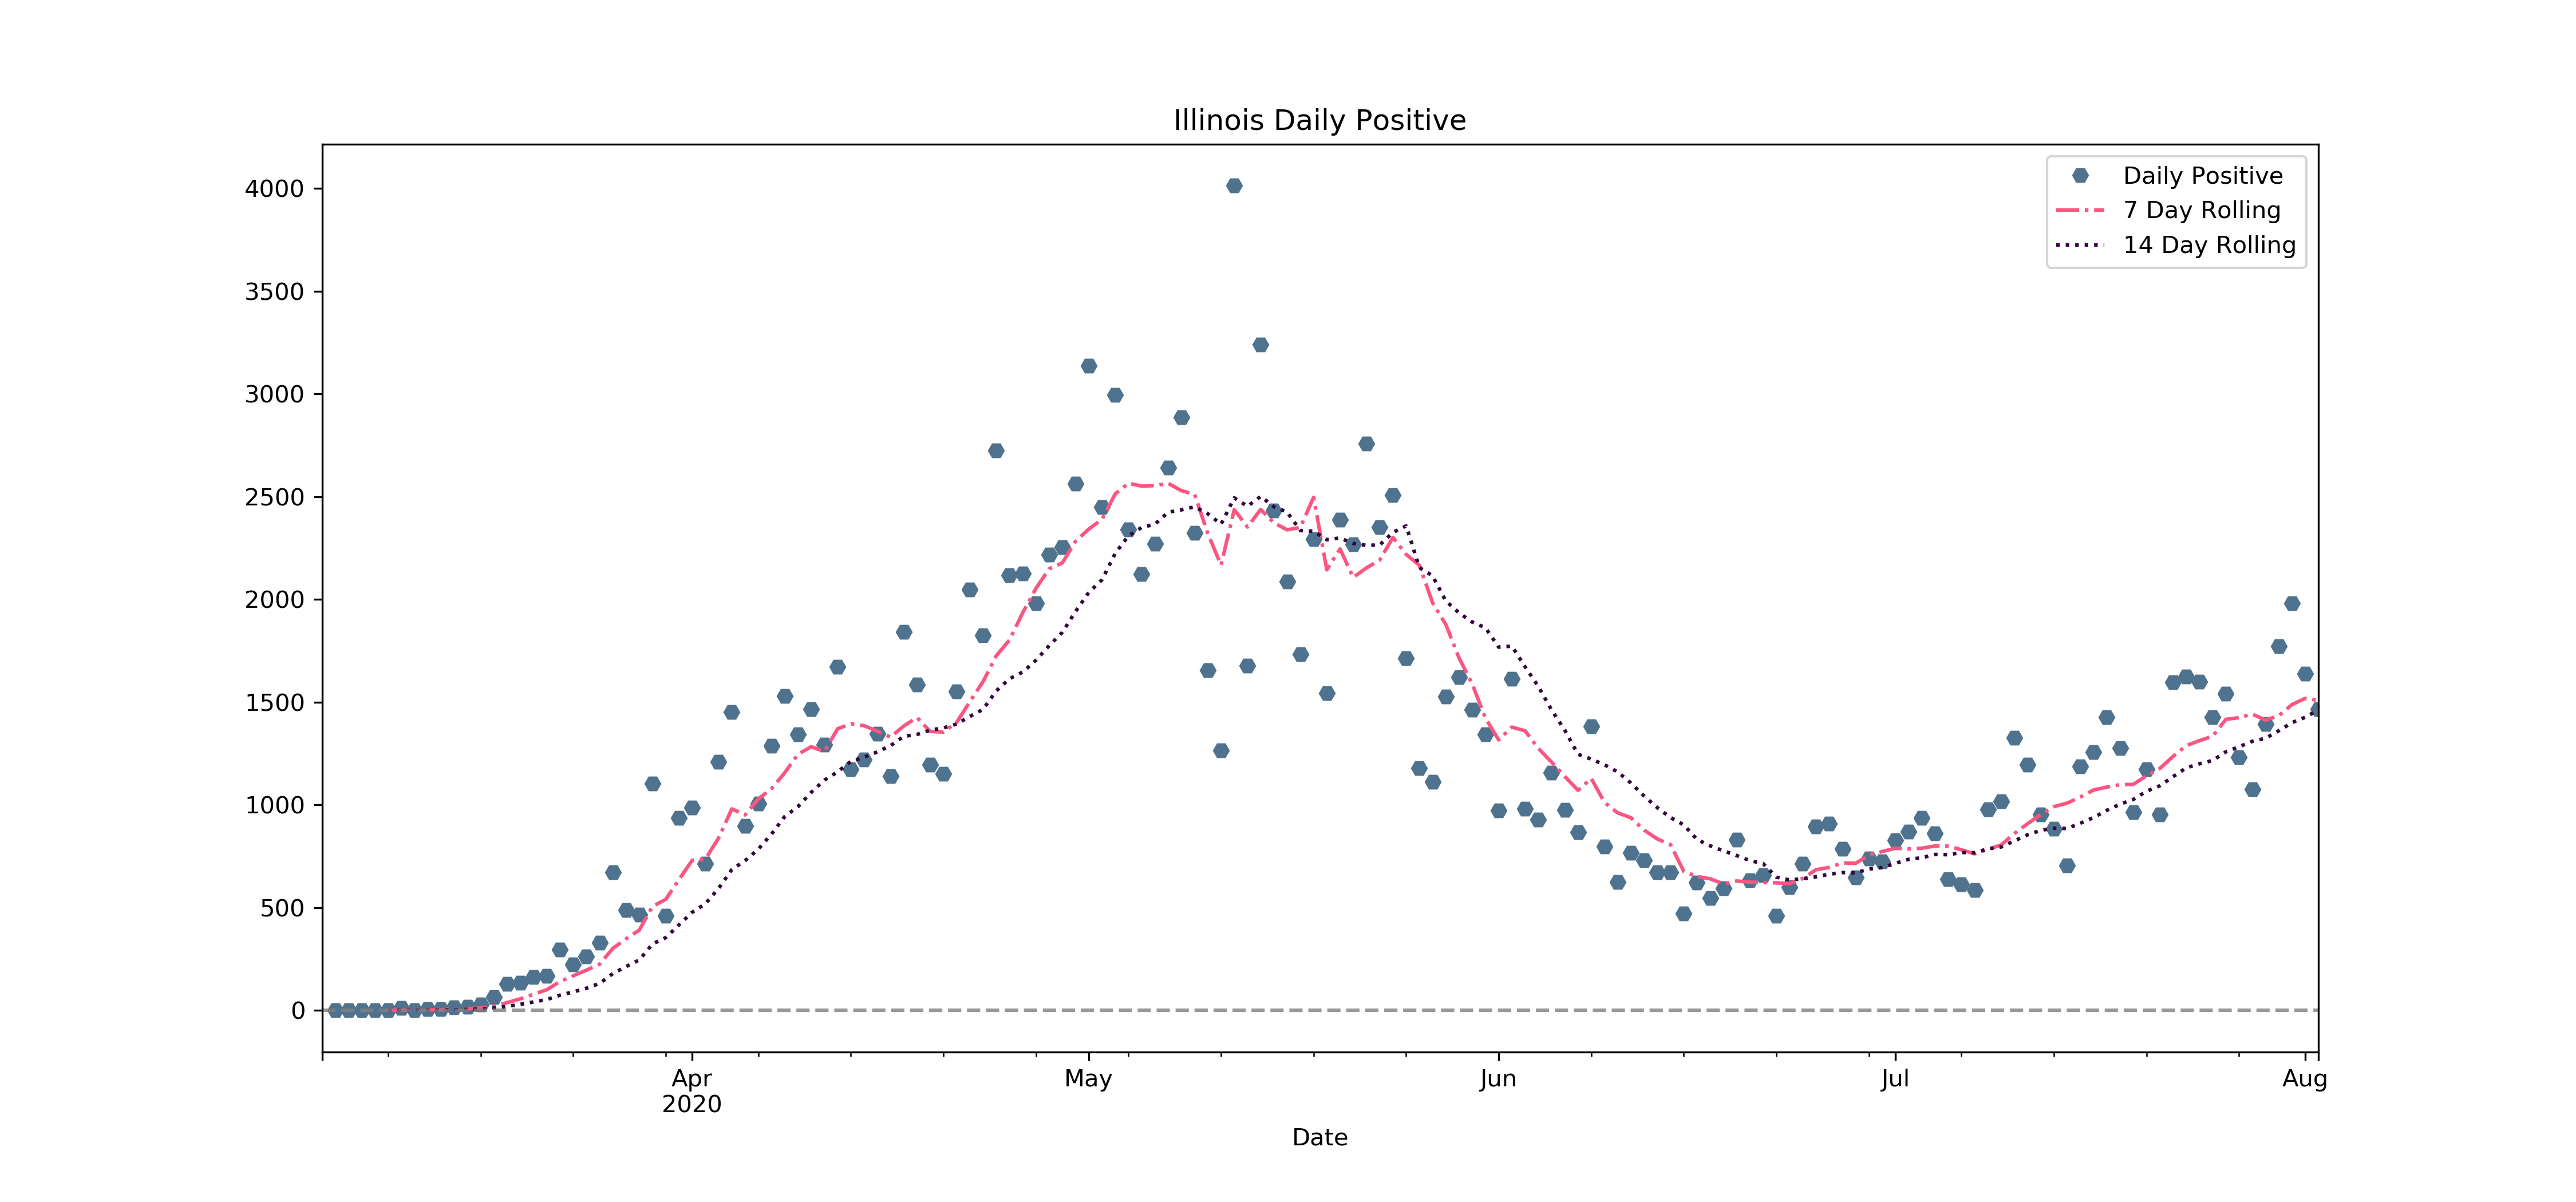 Illinois Daily Positive
4000
3500
3000
2500
2000
1500
1000
500
0
Daily Positive
7 Day Rolling
14 Day Rolling
Apr
2020
May
Jun
Jul
Aug
Date